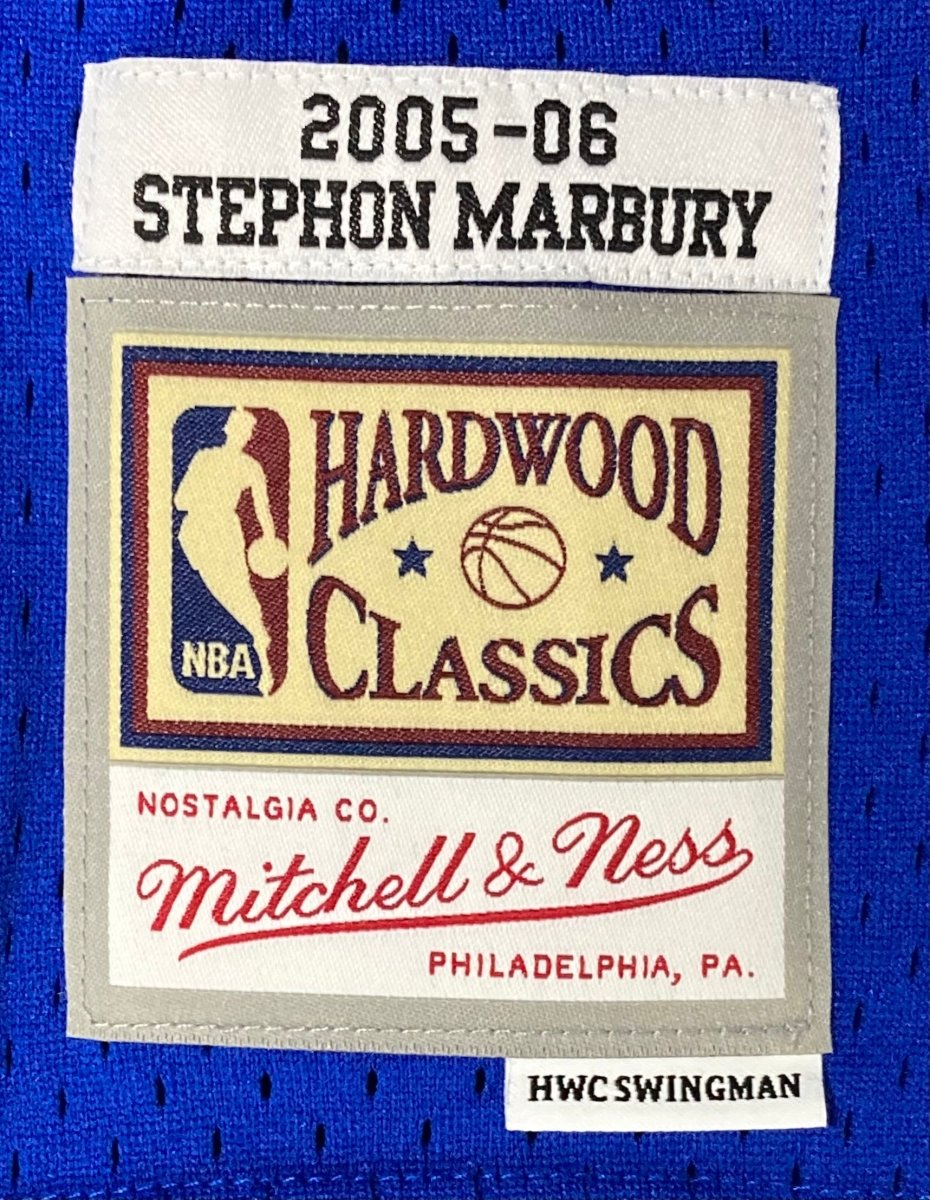 2005-06
STEPHON MARBURY
HARDWOOD
CLASSICS
NBA
NOSTALGIA CO.
Mitchell & Ness
PHILADELPHIA, PA.
HWC SWINGMAN